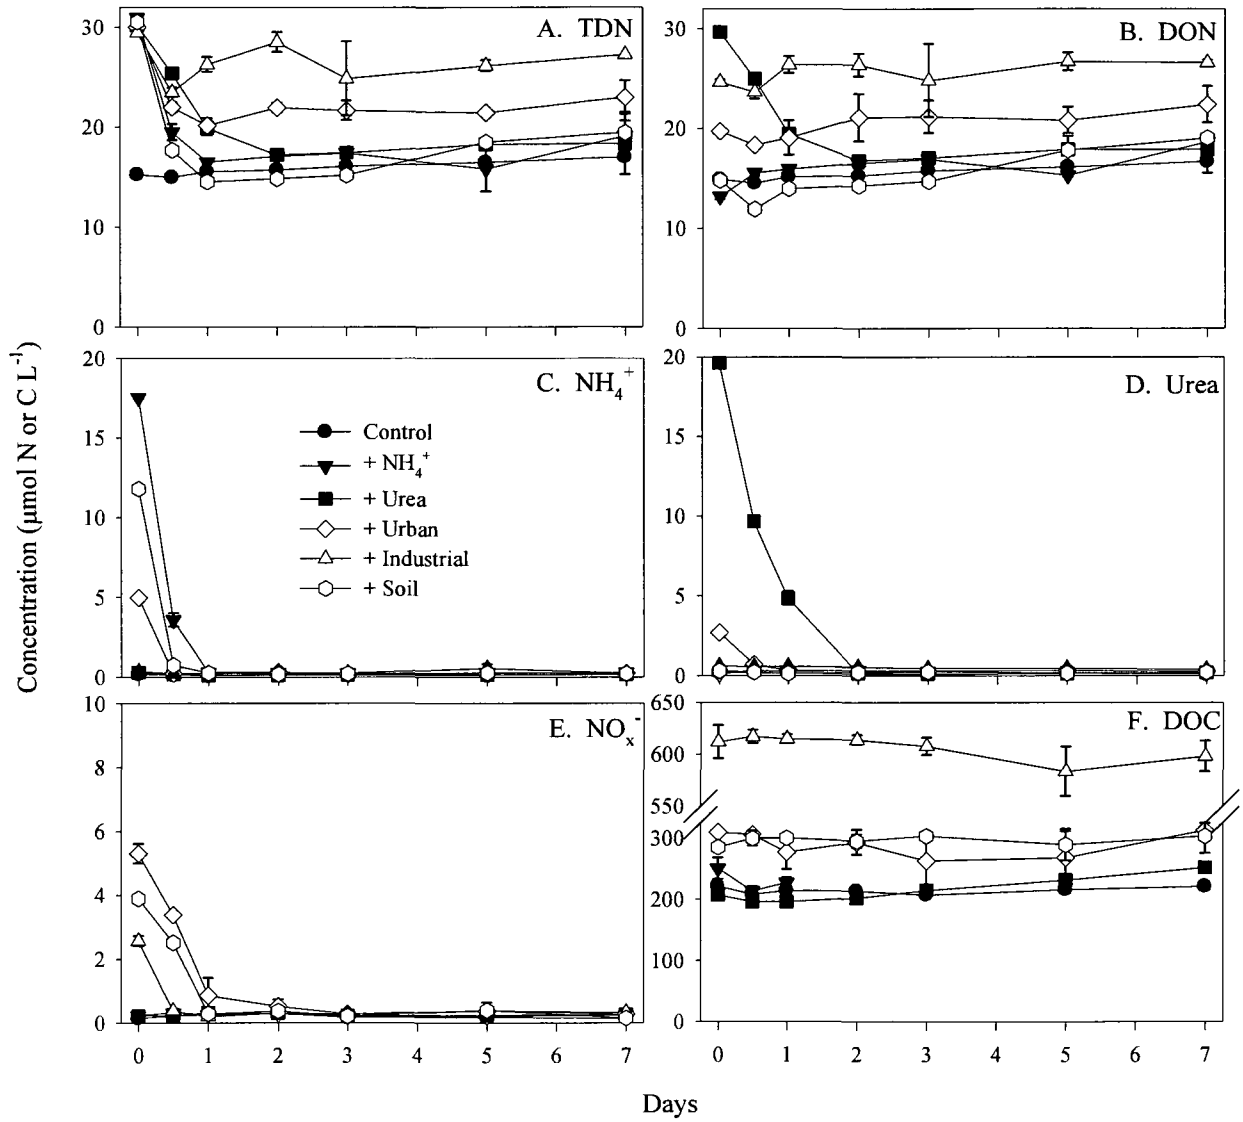 A. TDN
30
20
10
0
B. DON
30
20
10
0
C. NH₄⁺
20
15
10
5
0
Control
+ NH₄⁺
+ Urea
+ Urban
+ Industrial
+ Soil
D. Urea
20
15
10
5
0
E. NOₓ⁻
10
8
6
4
2
0
0 1 2 3 4 5 6 7
F. DOC
650
600
550
300
200
100
0
0 1 2 3 4 5 6 7
Concentration (μmol N or C L⁻¹)
Days